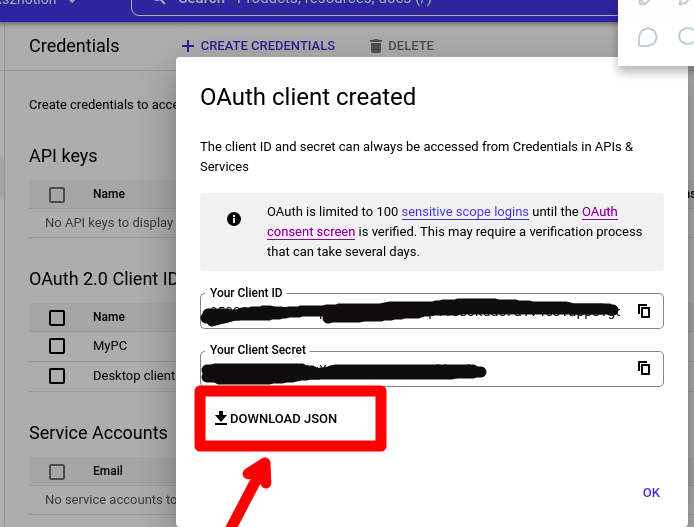 Search Products, resources, docs (/)
Credentials
CREATE CREDENTIALS
DELETE
Create credentials to acce
API keys
Name
No API keys to display
OAuth 2.0 Client ID
Name
MyPC
Desktop client
Service Accounts
Email
No service accounts to
OAuth client created
The client ID and secret can always be accessed from Credentials in APIs &
Services
OAuth is limited to 100 sensitive scope logins until the OAuth
consent screen is verified. This may require a verification process
that can take several days.
Your Client ID
Your Client Secret
DOWNLOAD JSON
OK